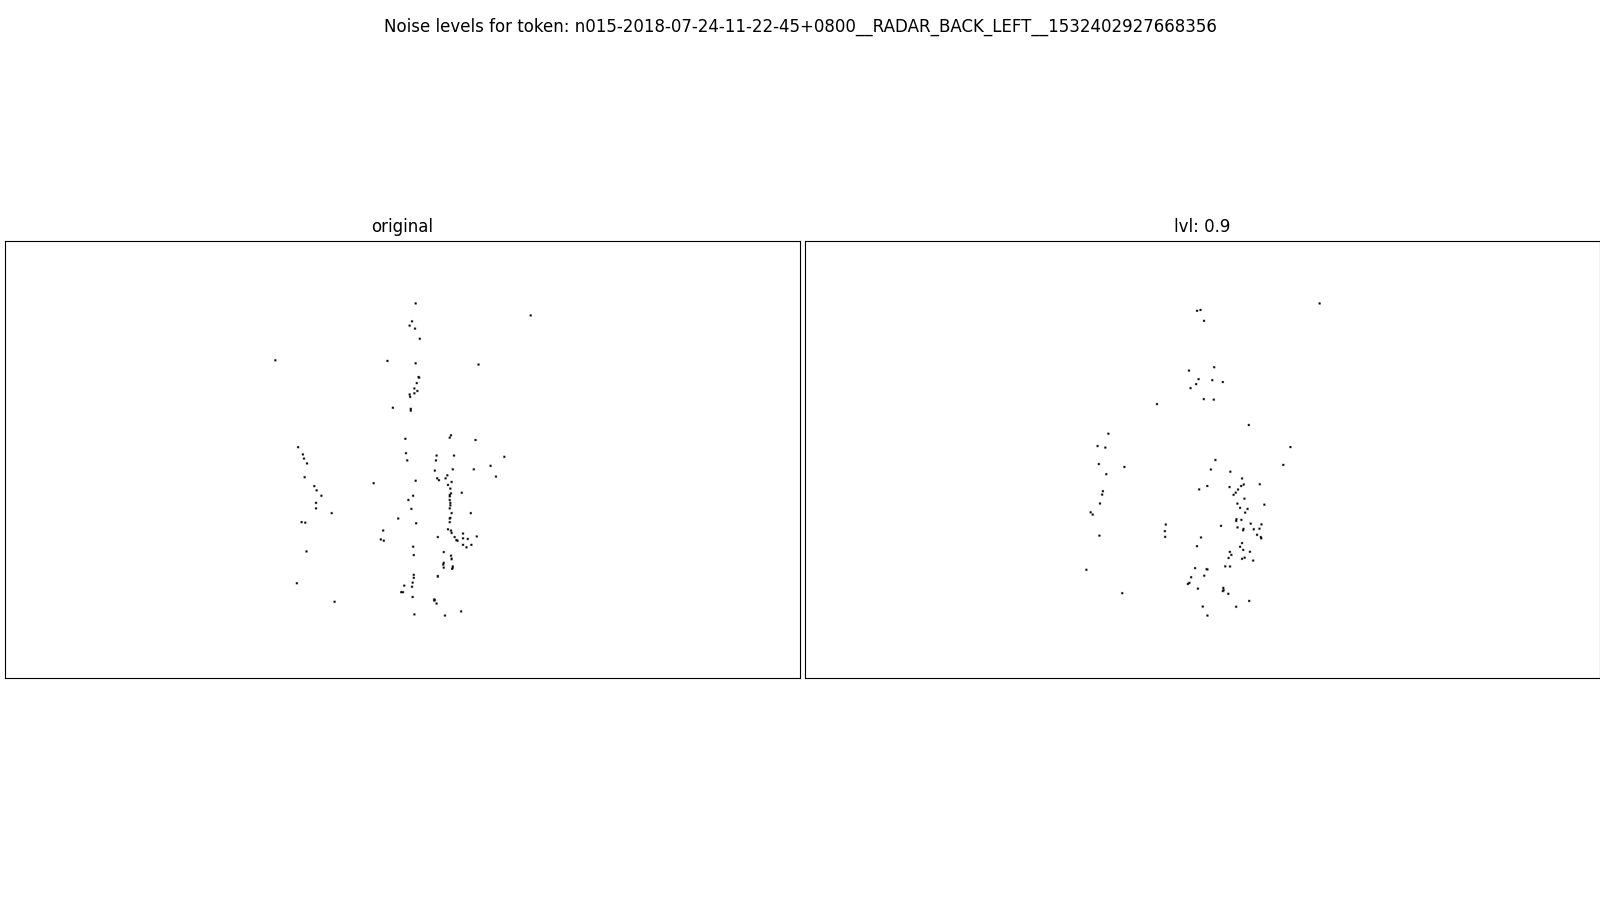 Noise levels for token: n015-2018-07-24-11-22-45+0800__RADAR_BACK_LEFT__1532402927668356
original
lvl: 0.9